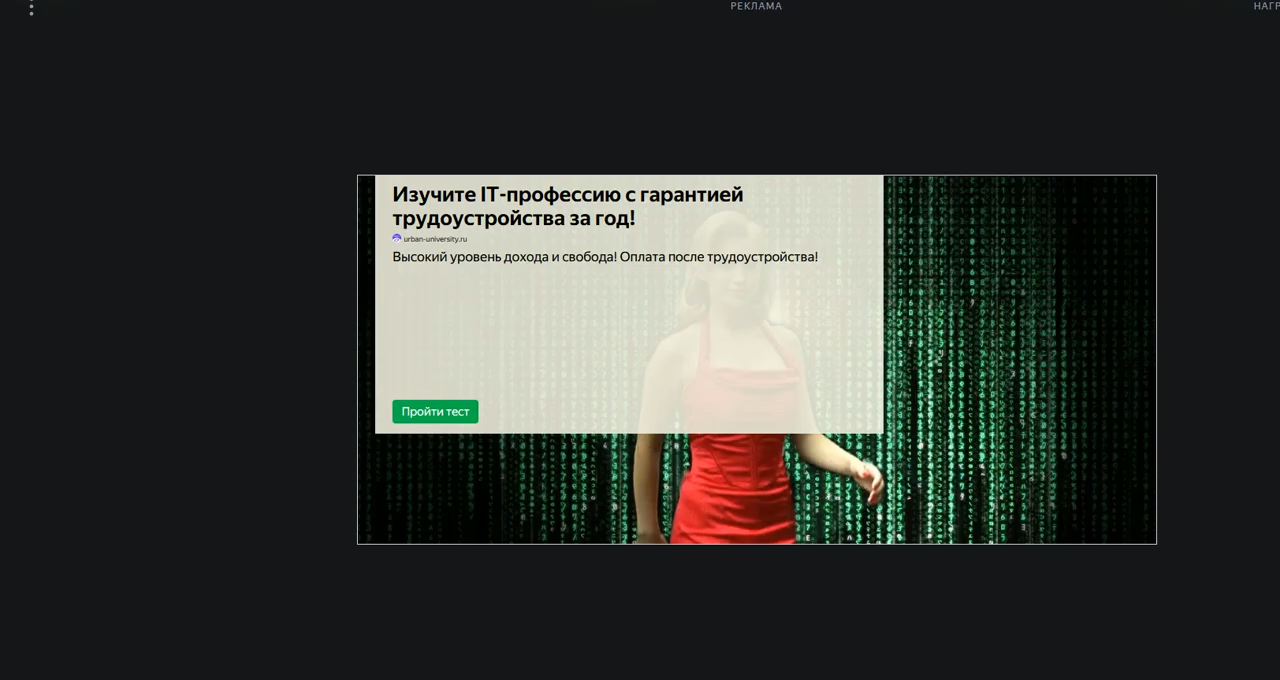 РЕКЛАМА
Изучите IT-профессию с гарантией
трудоустройства за год!
urban-university.ru
Высокий уровень дохода и свобода! Оплата после трудоустройства!
Пройти тест